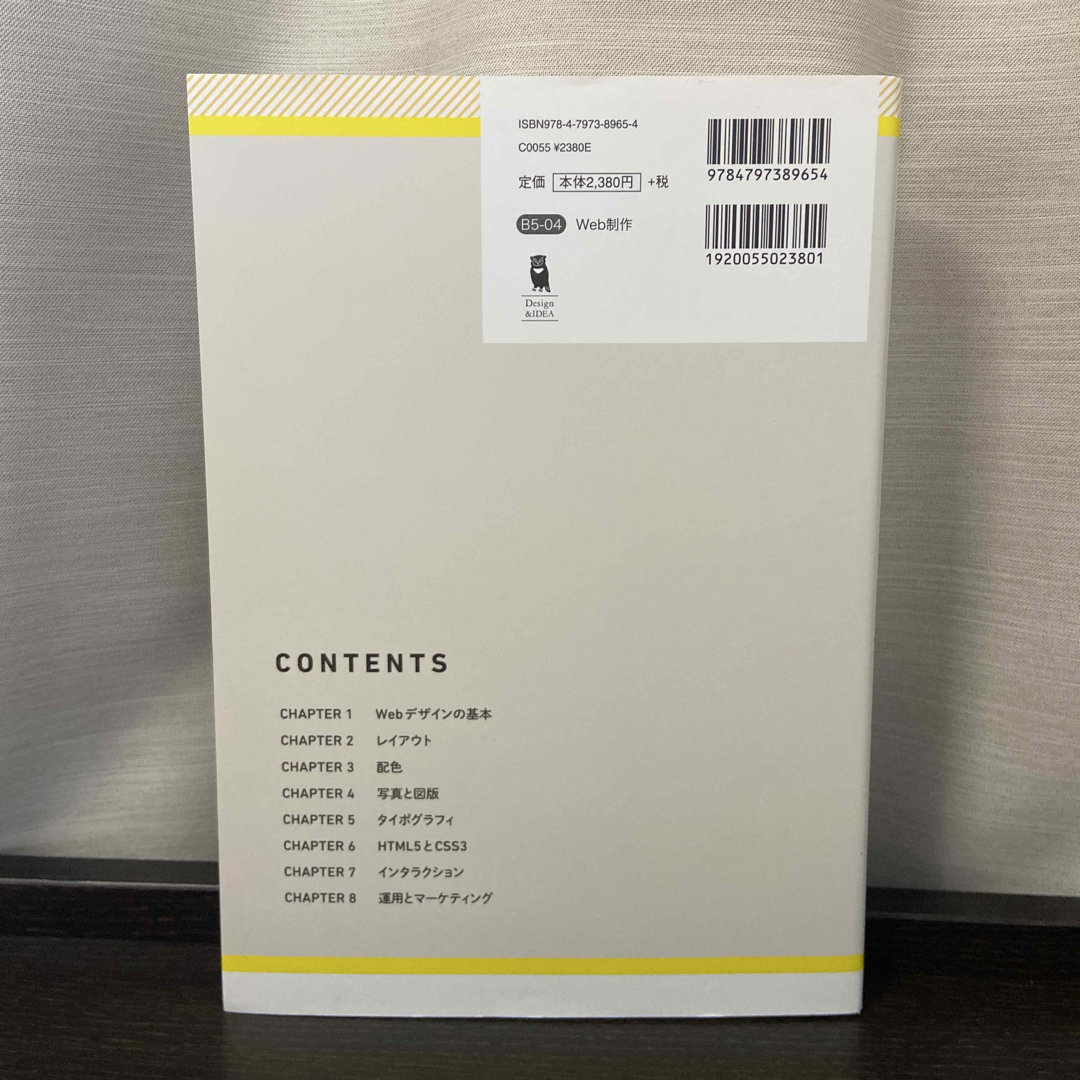 ISBN978-4-7973-8965-4
C0055 ¥2380E
定価 本体2,380円 +税
B5-04 Web制作
Design
&IDEA
9784797389654
1920055023801
CONTENTS
CHAPTER 1 Webデザインの基本
CHAPTER 2 レイアウト
CHAPTER 3 配色
CHAPTER 4 写真と図版
CHAPTER 5 タイポグラフィ
CHAPTER 6 HTML5とCSS3
CHAPTER 7 インタラクション
CHAPTER 8 運用とマーケティング